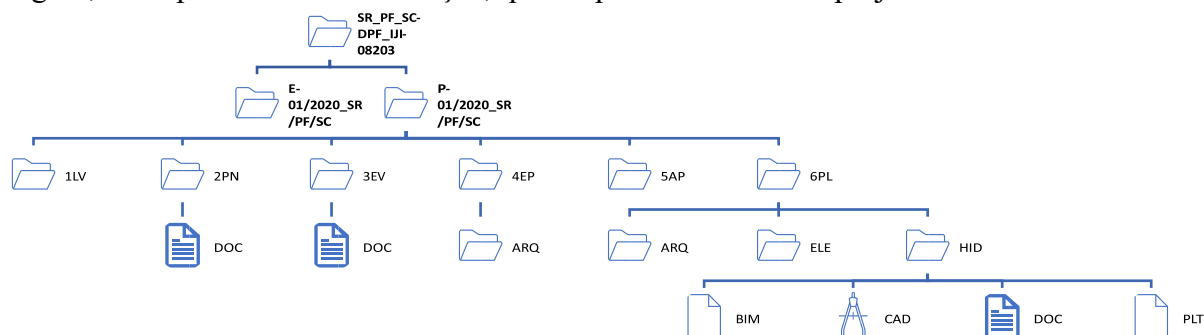 SR_PF_SC-
DPF_IJI-
08203
E-
01/2020_SR
/PF/SC
P-
01/2020_SR
/PF/SC
1LV
2PN
3EV
4EP
5AP
6PL
DOC
DOC
ARQ
ARQ
ELE
HID
BIM
CAD
DOC
PLT